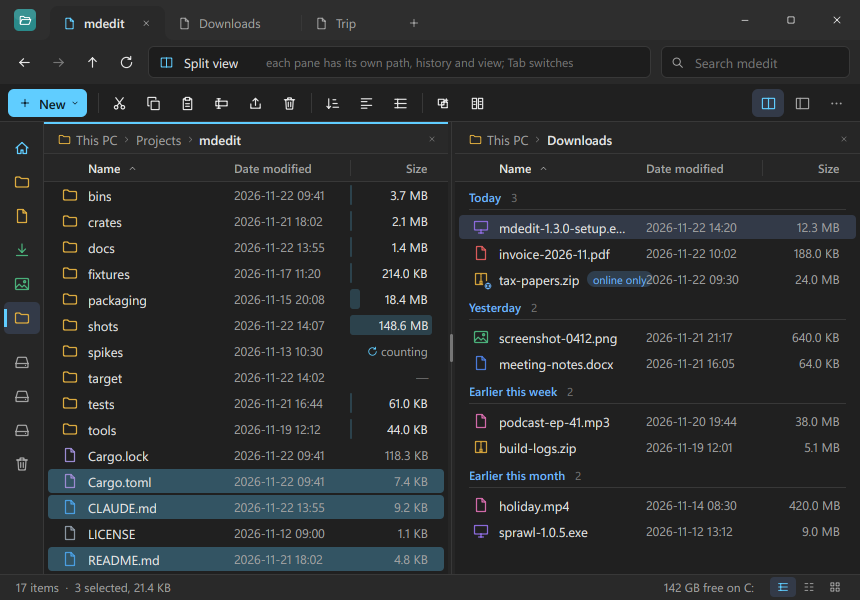 mdedit
Downloads
Trip
Split view each pane has its own path, history and view; Tab switches
Search mdedit
New
This PC Projects mdedit
Name Date modified Size
bins 2026-11-22 09:41 3.7 MB
crates 2026-11-21 18:02 2.1 MB
docs 2026-11-22 13:55 1.4 MB
fixtures 2026-11-17 11:20 214.0 KB
packaging 2026-11-15 20:08 18.4 MB
shots 2026-11-22 14:07 148.6 MB
spikes 2026-11-13 10:30 counting
target 2026-11-22 14:02 —
tests 2026-11-21 16:44 61.0 KB
tools 2026-11-19 12:12 44.0 KB
Cargo.lock 2026-11-22 09:41 118.3 KB
Cargo.toml 2026-11-22 09:41 7.4 KB
CLAUDE.md 2026-11-22 13:55 9.2 KB
LICENSE 2026-11-12 09:00 1.1 KB
README.md 2026-11-21 18:02 4.8 KB
This PC Downloads
Name Date modified Size
Today 3
mdedit-1.3.0-setup.e... 2026-11-22 14:20 12.3 MB
invoice-2026-11.pdf 2026-11-22 10:02 188.0 KB
tax-papers.zip online only 2026-11-22 09:30 24.0 MB
Yesterday 2
screenshot-0412.png 2026-11-21 21:17 640.0 KB
meeting-notes.docx 2026-11-21 16:05 64.0 KB
Earlier this week 2
podcast-ep-41.mp3 2026-11-20 19:44 38.0 MB
build-logs.zip 2026-11-19 12:01 5.1 MB
Earlier this month 2
holiday.mp4 2026-11-14 08:30 420.0 MB
sprawl-1.0.5.exe 2026-11-12 13:12 9.0 MB
17 items · 3 selected, 21.4 KB
142 GB free on C: